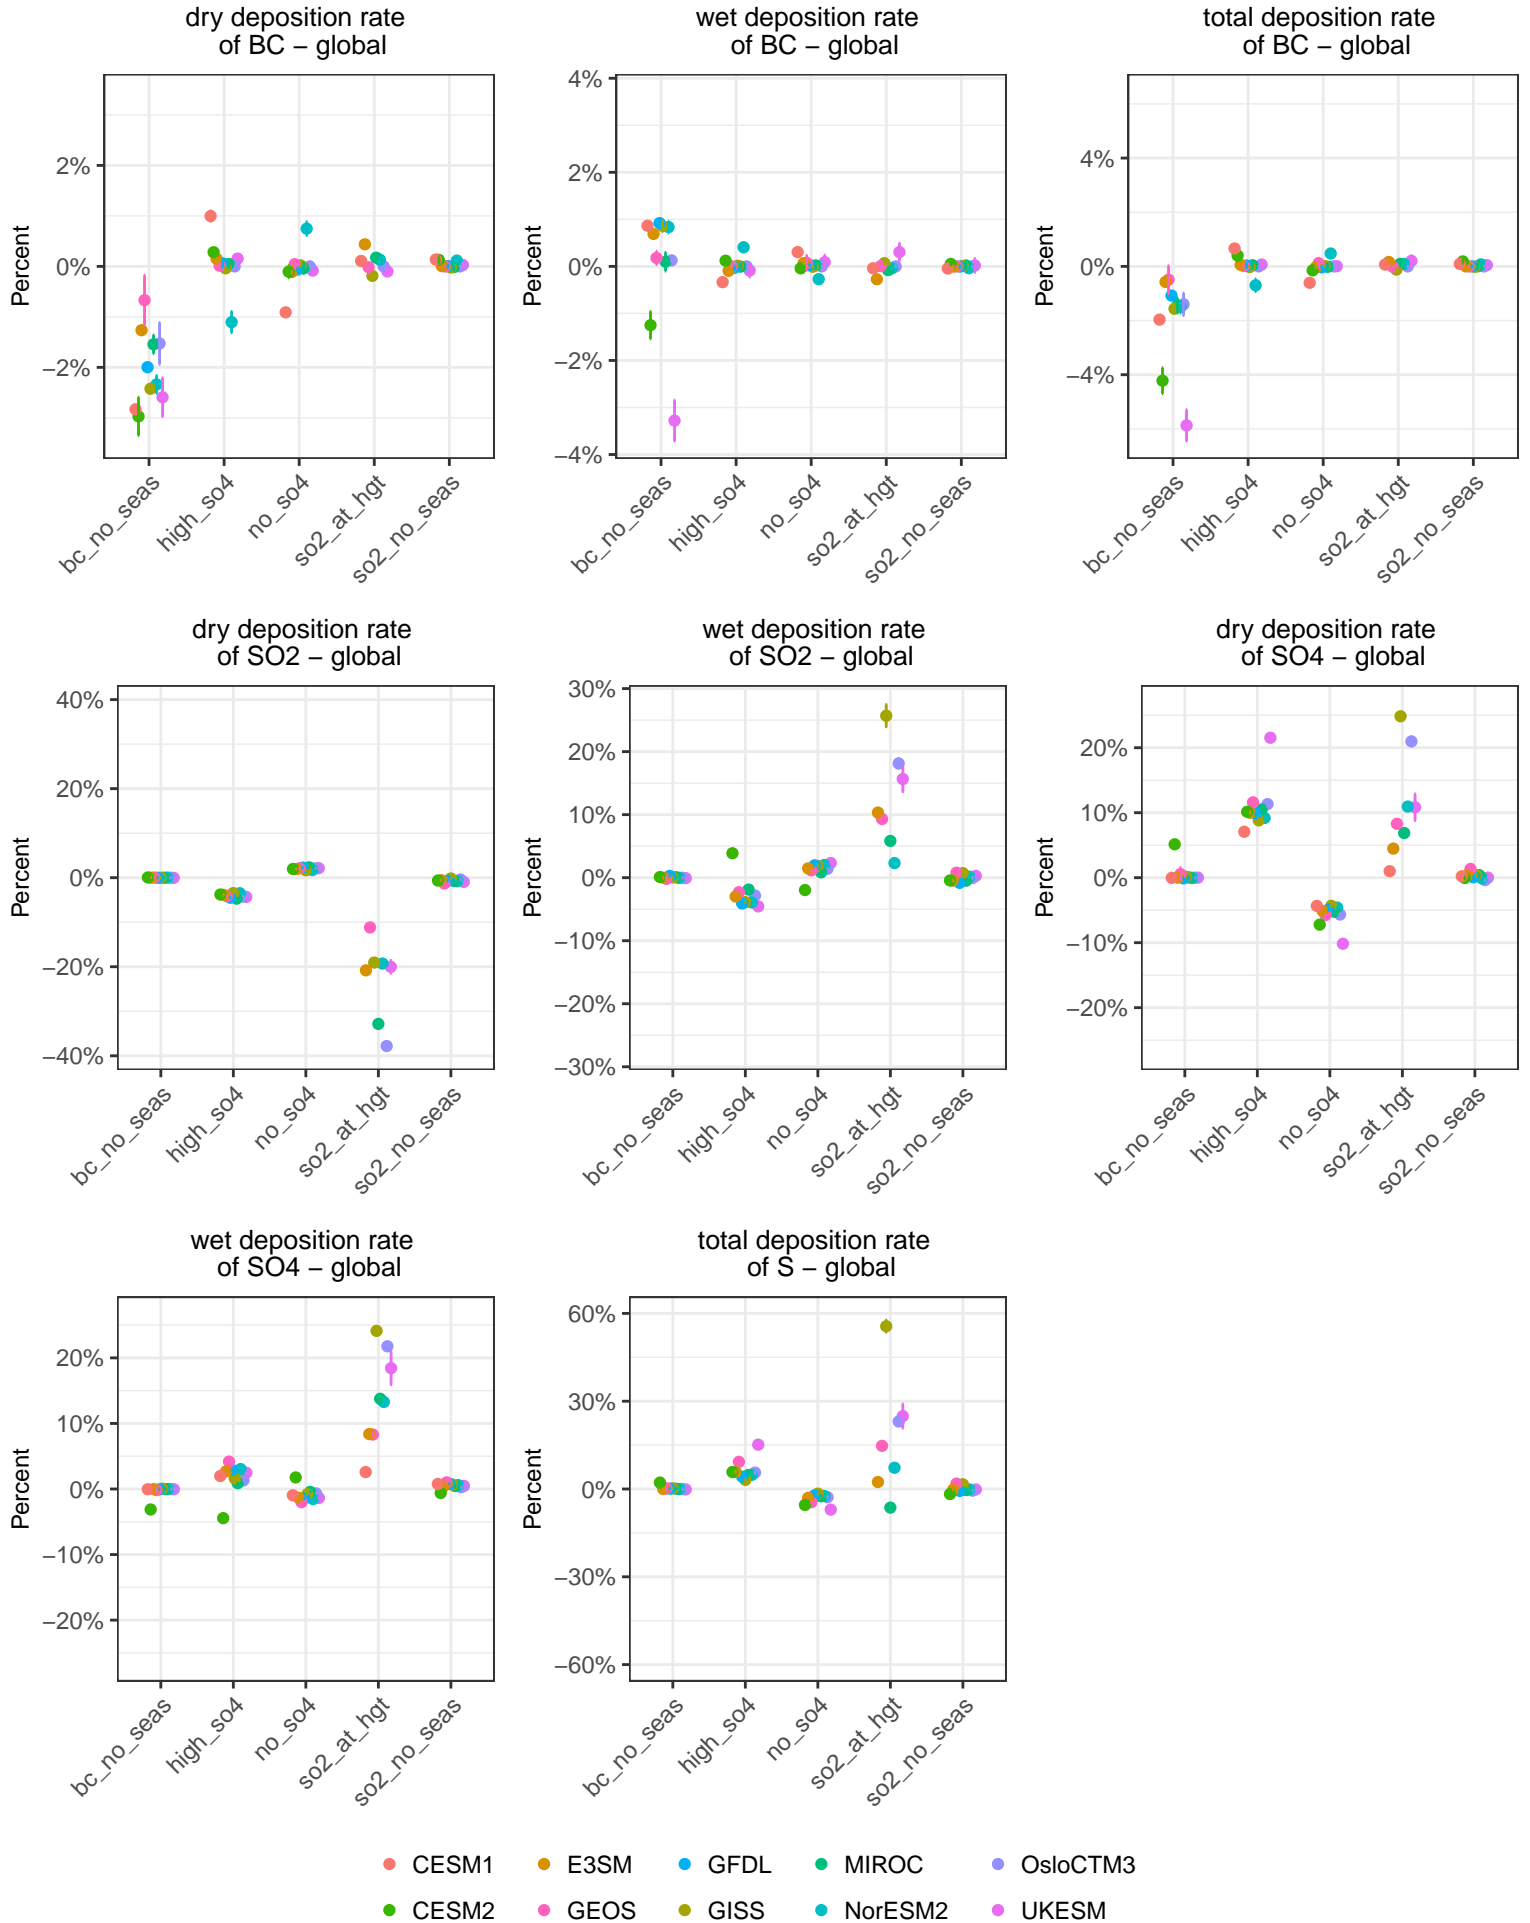 dry deposition rate
of BC – global
Percent
2%
0%
−2%
bc_no_seas
high_so4
no_so4
so2_at_hgt
so2_no_seas
wet deposition rate
of BC – global
Percent
4%
2%
0%
−2%
−4%
bc_no_seas
high_so4
no_so4
so2_at_hgt
so2_no_seas
total deposition rate
of BC – global
Percent
4%
0%
−4%
bc_no_seas
high_so4
no_so4
so2_at_hgt
so2_no_seas
dry deposition rate
of SO2 – global
Percent
40%
20%
0%
−20%
−40%
bc_no_seas
high_so4
no_so4
so2_at_hgt
so2_no_seas
wet deposition rate
of SO2 – global
Percent
30%
20%
10%
0%
−10%
−20%
−30%
bc_no_seas
high_so4
no_so4
so2_at_hgt
so2_no_seas
dry deposition rate
of SO4 – global
Percent
20%
10%
0%
−10%
−20%
bc_no_seas
high_so4
no_so4
so2_at_hgt
so2_no_seas
wet deposition rate
of SO4 – global
Percent
20%
10%
0%
−10%
−20%
bc_no_seas
high_so4
no_so4
so2_at_hgt
so2_no_seas
total deposition rate
of S – global
Percent
60%
30%
0%
−30%
−60%
bc_no_seas
high_so4
no_so4
so2_at_hgt
so2_no_seas
CESM1 E3SM GFDL MIROC OsloCTM3
CESM2 GEOS GISS NorESM2 UKESM